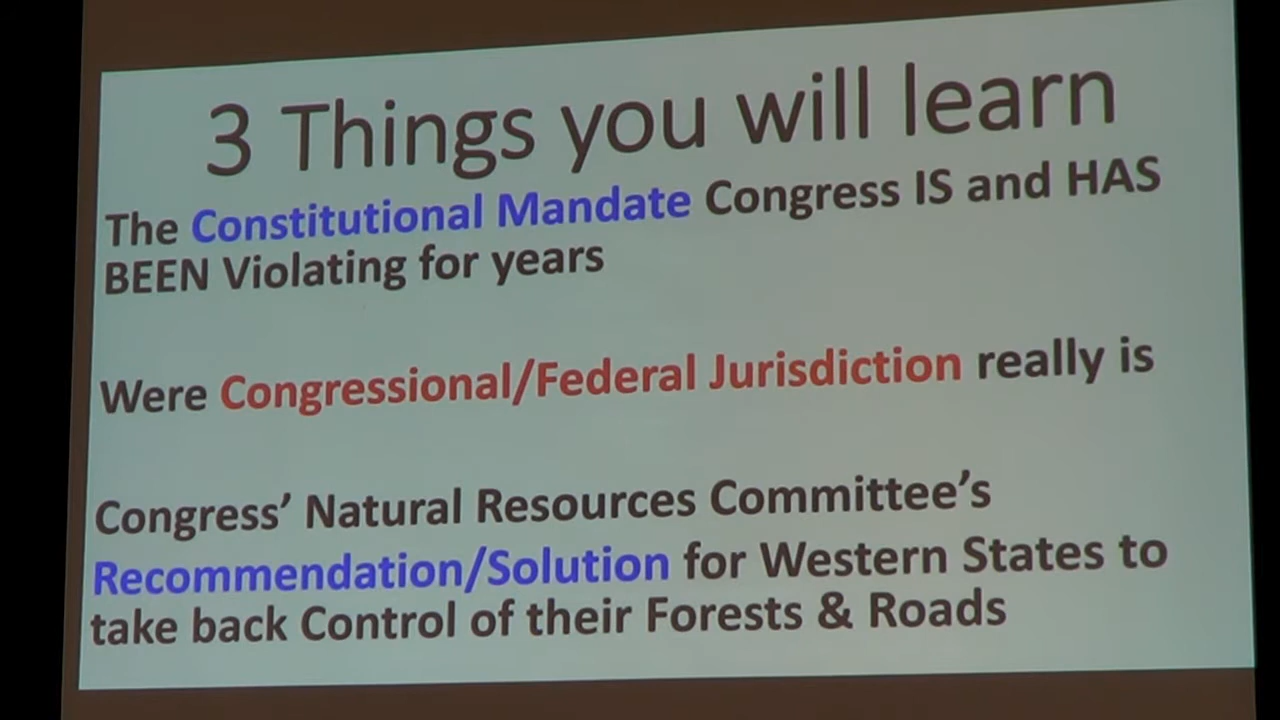 3 Things you will learn
The Constitutional Mandate Congress IS and HAS
BEEN Violating for years
Were Congressional/Federal Jurisdiction really is
Congress’ Natural Resources Committee’s
Recommendation/Solution for Western States to
take back Control of their Forests & Roads